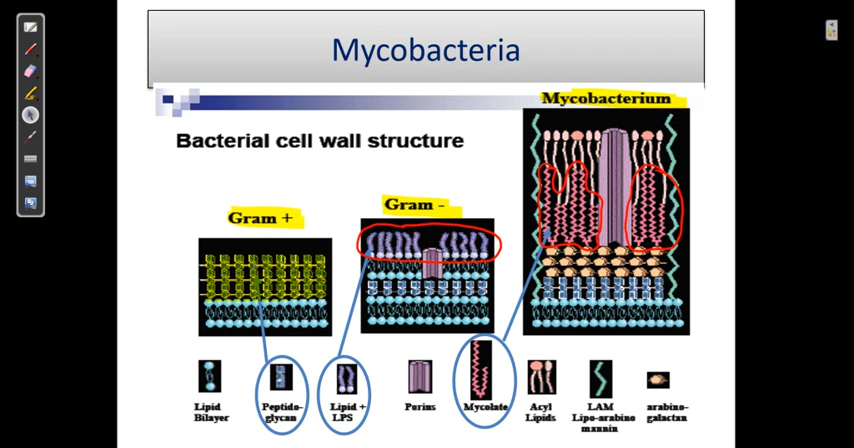 Mycobacteria
Mycobacterium
Bacterial cell wall structure
Gram -
Gram +
Lipid
Bilayer
Peptido-
glycan
Lipid +
LPS
Porins
Mycolate
Acyl
Lipids
LAM
Lipo-arabino
mannin
arabino-
galactan